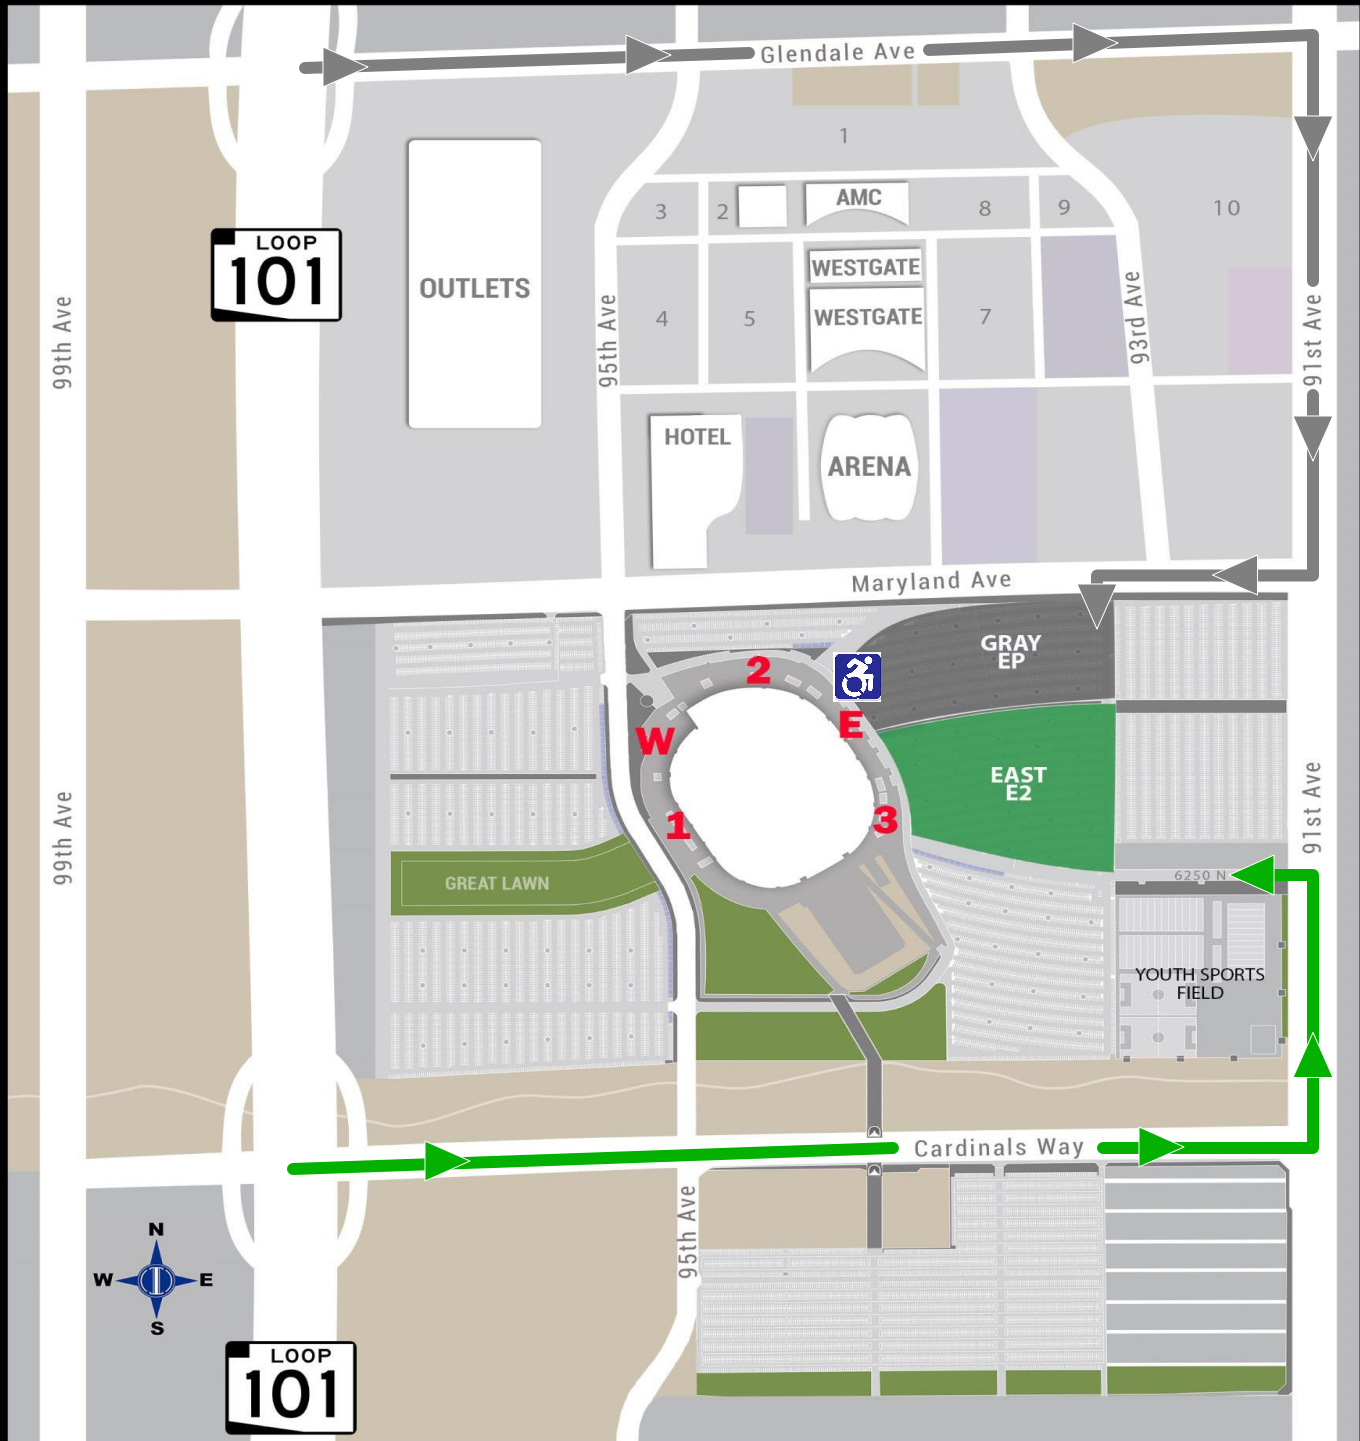 Glendale Ave
1
AMC
3
2
8
9
10
LOOP
101
OUTLETS
WESTGATE
WESTGATE
4
5
7
99th Ave
95th Ave
93rd Ave
91st Ave
HOTEL
ARENA
Maryland Ave
GRAY
EP
2
E
W
EAST
E2
1
3
99th Ave
91st Ave
GREAT LAWN
6250 N
YOUTH SPORTS
FIELD
Cardinals Way
95th Ave
N
W
E
S
LOOP
101